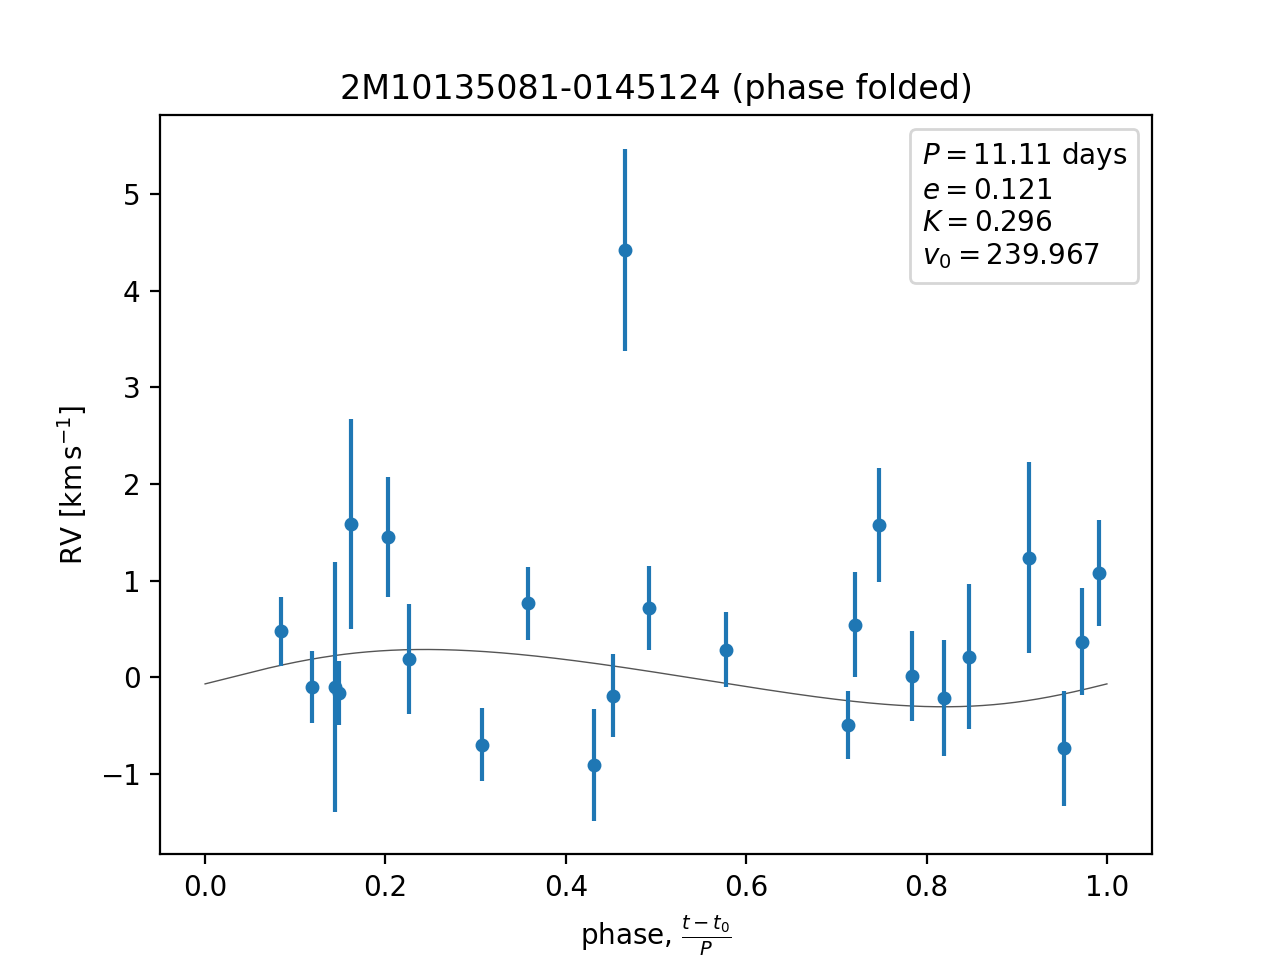 2M10135081-0145124 (phase folded)
P = 11.11 days
e = 0.121
K = 0.296
v₀ = 239.967
RV [km s⁻¹]
5
4
3
2
1
0
−1
0.0 0.2 0.4 0.6 0.8 1.0
phase, (t − t₀)/P